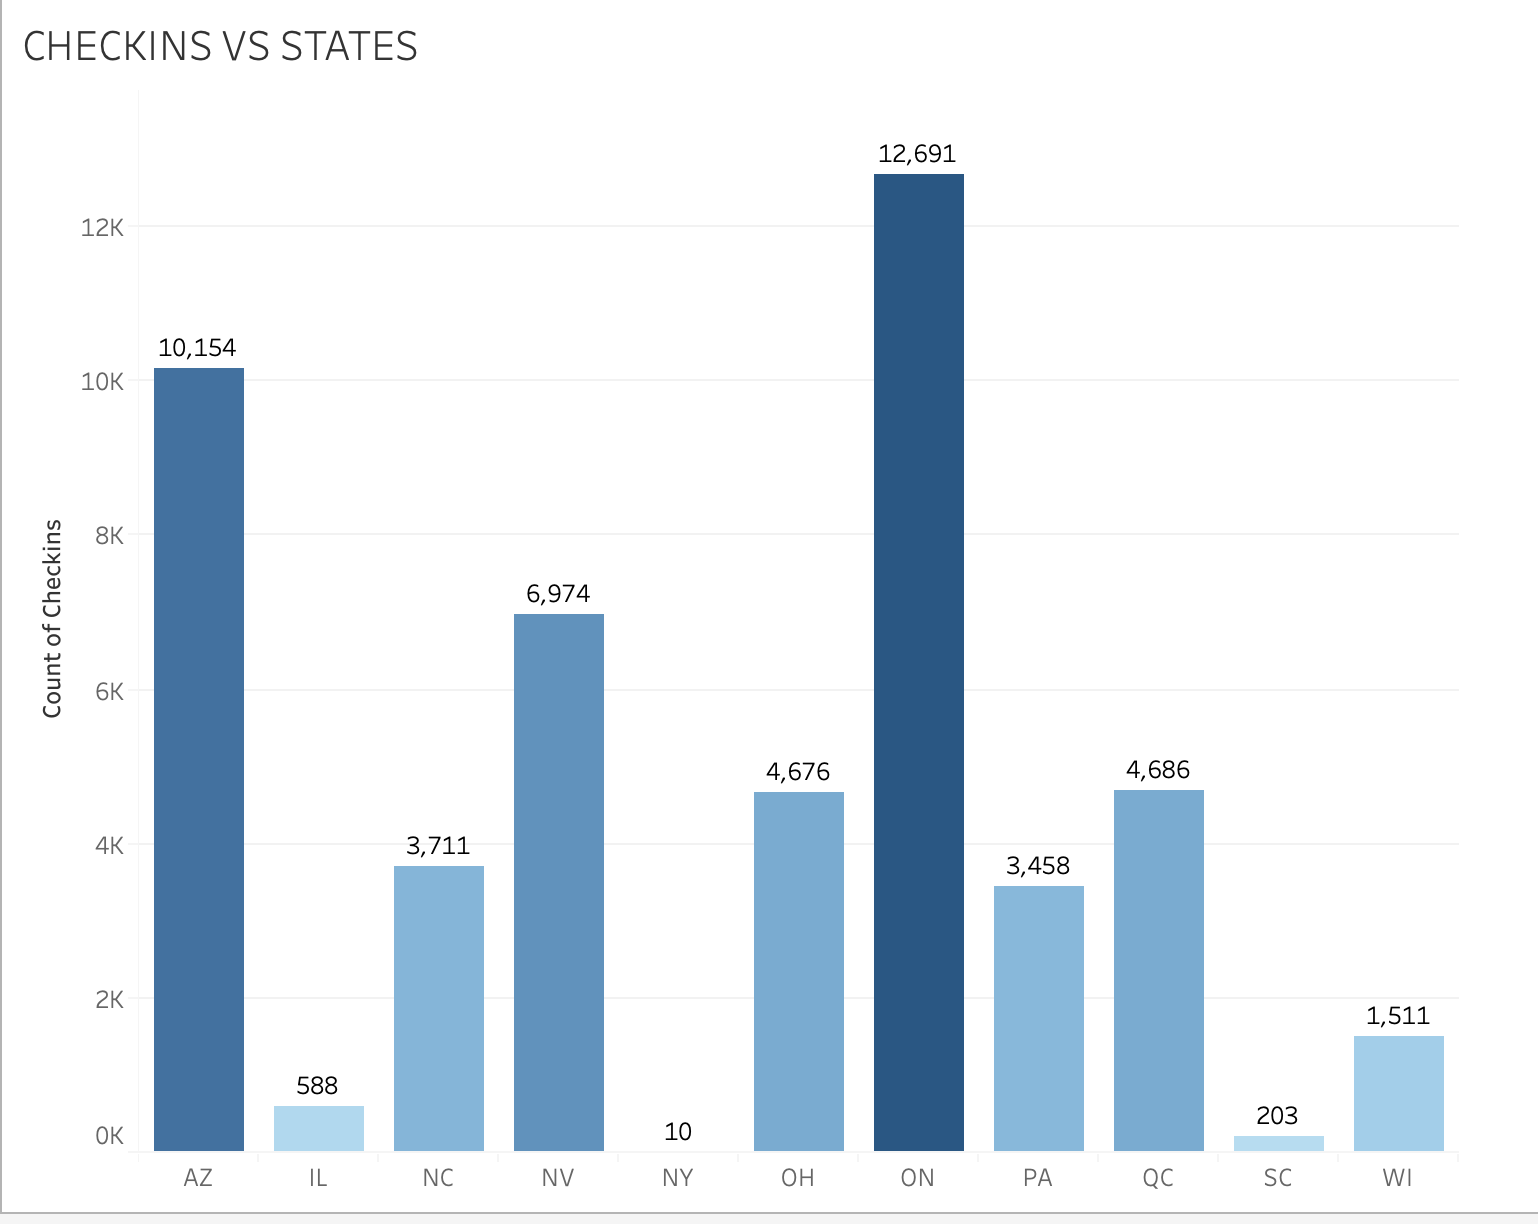 CHECKINS VS STATES
12,691
12K
10,154
10K
8K
6,974
6K
4,676
4,686
4K
3,711
3,458
2K
1,511
588
203
10
0K
Count of Checkins
AZ IL NC NV NY OH ON PA QC SC WI